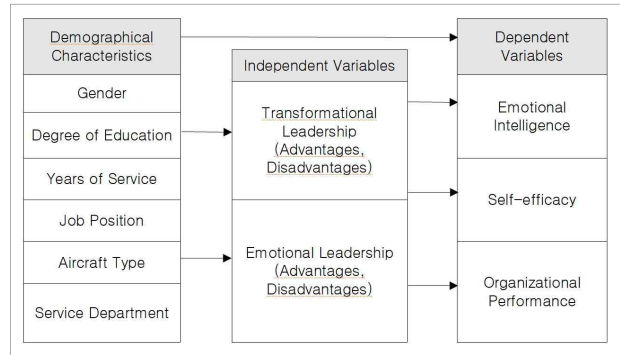 Demographical
Characteristics
Gender
Degree of Education
Years of Service
Job Position
Aircraft Type
Service Department
Independent Variables
Transformational
Leadership
(Advantages,
Disadvantages)
Emotional Leadership
(Advantages,
Disadvantages)
Dependent
Variables
Emotional
Intelligence
Self-efficacy
Organizational
Performance